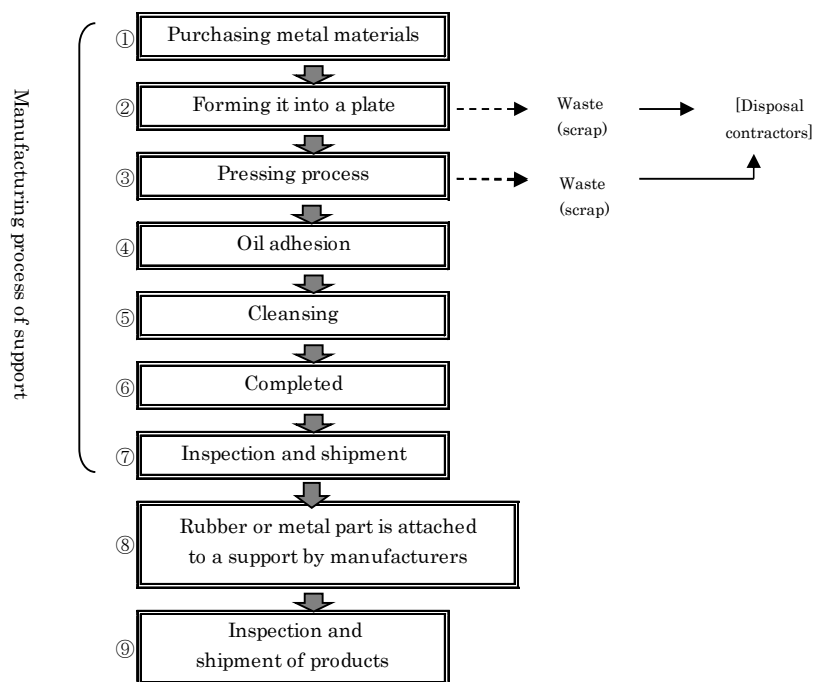 Manufacturing process of support
① Purchasing metal materials
② Forming it into a plate
Waste
(scrap)
[Disposal
contractors]
③ Pressing process
Waste
(scrap)
④ Oil adhesion
⑤ Cleansing
⑥ Completed
⑦ Inspection and shipment
⑧ Rubber or metal part is attached
to a support by manufacturers
⑨ Inspection and
shipment of products